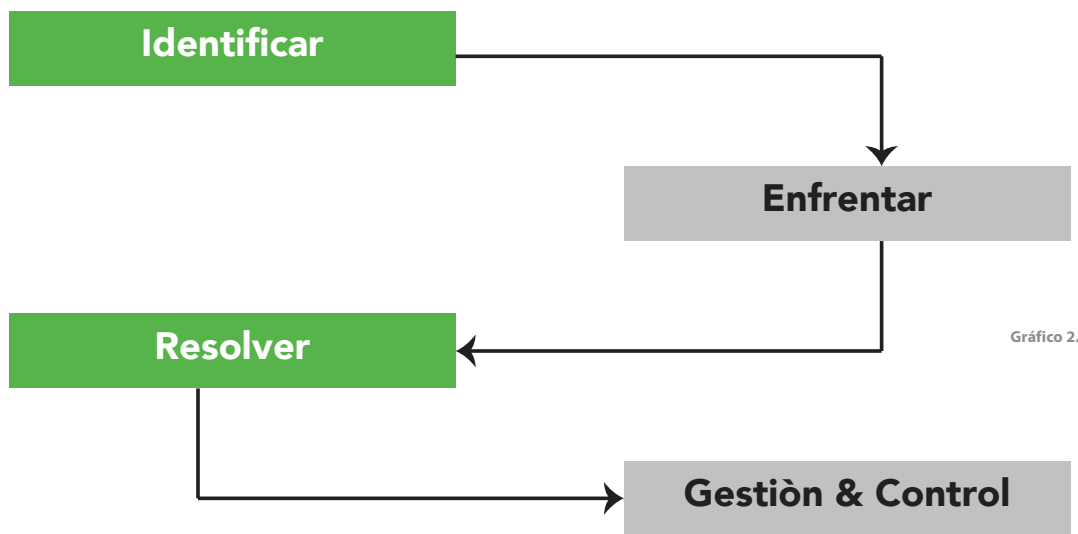 Identificar
Enfrentar
Resolver
Gráfico 2.
Gestiòn & Control